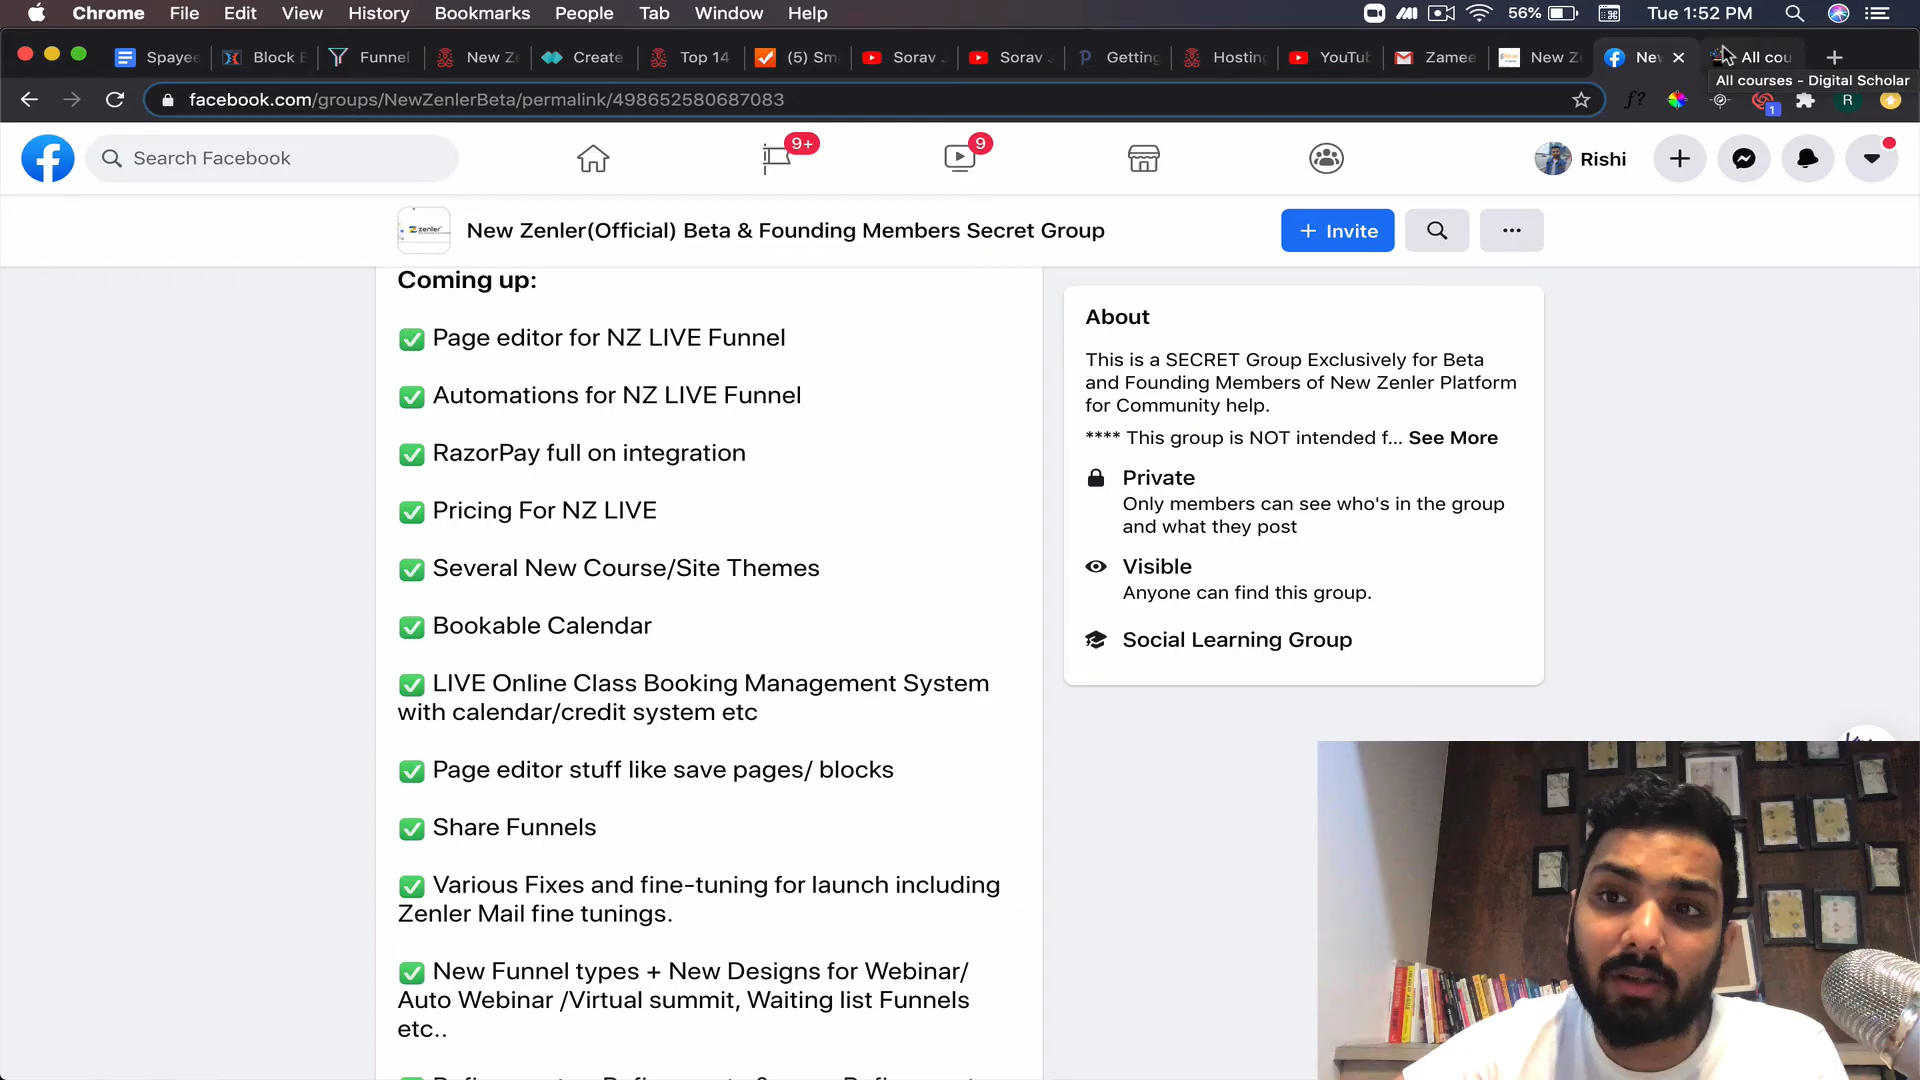 Chrome File Edit View History Bookmarks People Tab Window Help 56% Tue 1:52 PM
Spayee Block Funnel New Ze Create Top 14 (5) Sm Sorav Sorav Getting Hosting YouTub Zamee New Ze New All cou
All courses - Digital Scholar
facebook.com/groups/NewZenlerBeta/permalink/498652580687083
f? 1 R
Search Facebook 9+ 9 Rishi
zenler New Zenler(Official) Beta & Founding Members Secret Group + Invite
Coming up:
✅ Page editor for NZ LIVE Funnel
✅ Automations for NZ LIVE Funnel
✅ RazorPay full on integration
✅ Pricing For NZ LIVE
✅ Several New Course/Site Themes
✅ Bookable Calendar
✅ LIVE Online Class Booking Management System
with calendar/credit system etc
✅ Page editor stuff like save pages/ blocks
✅ Share Funnels
✅ Various Fixes and fine-tuning for launch including
Zenler Mail fine tunings.
✅ New Funnel types + New Designs for Webinar/
Auto Webinar /Virtual summit, Waiting list Funnels
etc..
About
This is a SECRET Group Exclusively for Beta
and Founding Members of New Zenler Platform
for Community help.
**** This group is NOT intended f... See More
Private
Only members can see who's in the group
and what they post
Visible
Anyone can find this group.
Social Learning Group